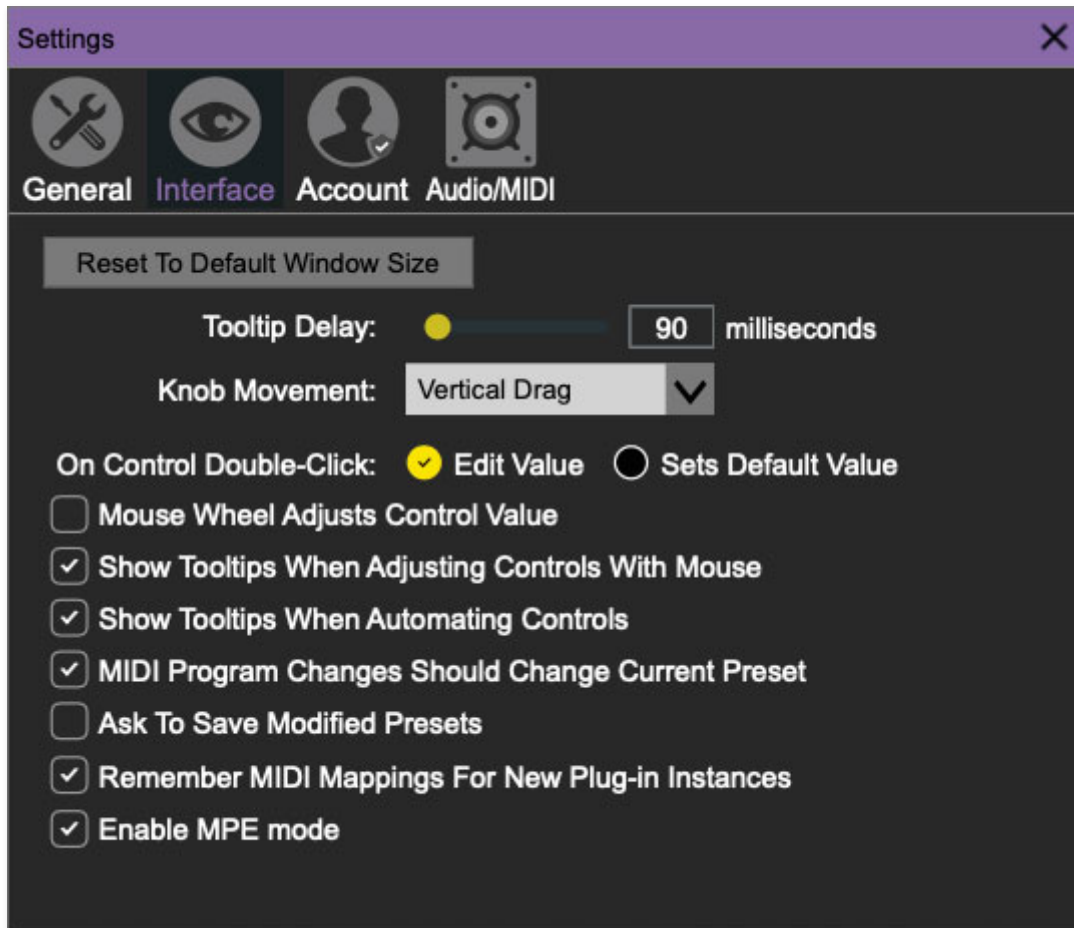 Settings
General Interface Account Audio/MIDI
Reset To Default Window Size
Tooltip Delay: 90 milliseconds
Knob Movement: Vertical Drag
On Control Double-Click: Edit Value Sets Default Value
Mouse Wheel Adjusts Control Value
Show Tooltips When Adjusting Controls With Mouse
Show Tooltips When Automating Controls
MIDI Program Changes Should Change Current Preset
Ask To Save Modified Presets
Remember MIDI Mappings For New Plug-in Instances
Enable MPE mode